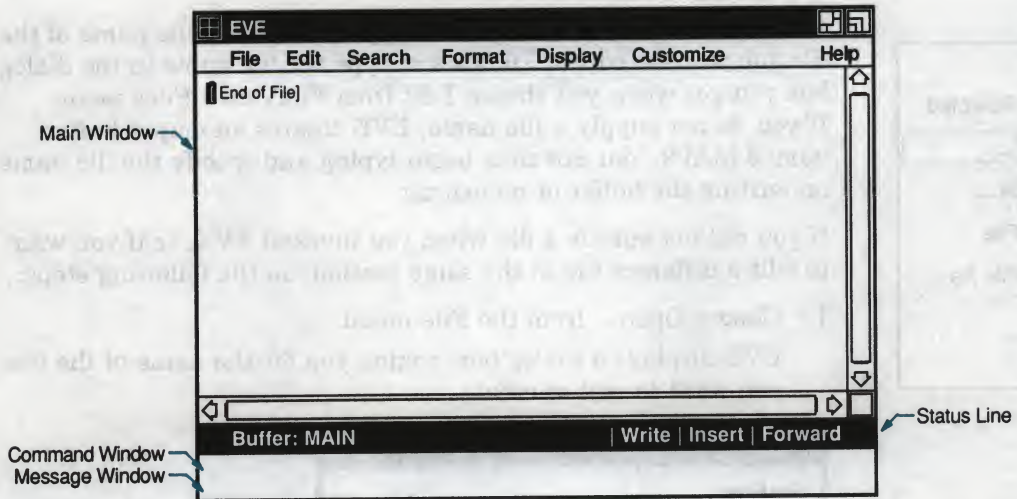 EVE
File Edit Search Format Display Customize Help
[End of File]
Main Window
Buffer: MAIN | Write | Insert | Forward
Status Line
Command Window
Message Window